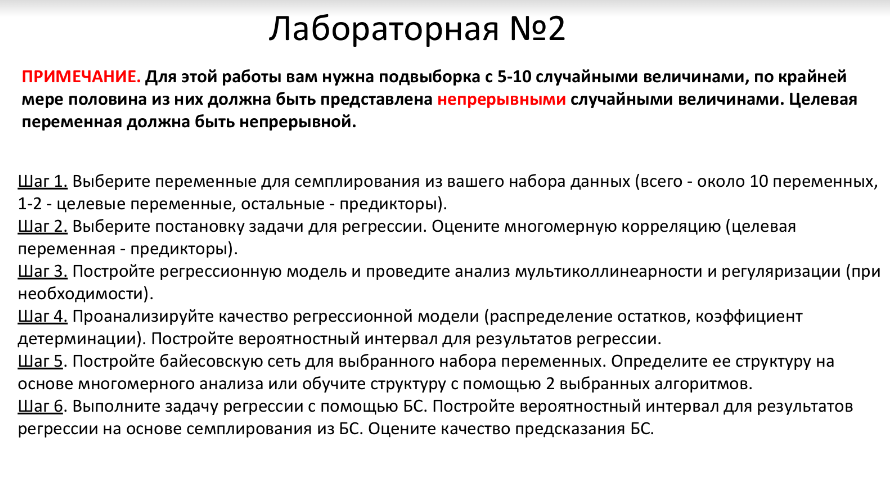 Лабораторная №2
ПРИМЕЧАНИЕ. Для этой работы вам нужна подвыборка с 5-10 случайными величинами, по крайней
мере половина из них должна быть представлена непрерывными случайными величинами. Целевая
переменная должна быть непрерывной.
Шаг 1. Выберите переменные для семплирования из вашего набора данных (всего - около 10 переменных,
1-2 - целевые переменные, остальные - предикторы).
Шаг 2. Выберите постановку задачи для регрессии. Оцените многомерную корреляцию (целевая
переменная - предикторы).
Шаг 3. Постройте регрессионную модель и проведите анализ мультиколлинеарности и регуляризации (при
необходимости).
Шаг 4. Проанализируйте качество регрессионной модели (распределение остатков, коэффициент
детерминации). Постройте вероятностный интервал для результатов регрессии.
Шаг 5. Постройте байесовскую сеть для выбранного набора переменных. Определите ее структуру на
основе многомерного анализа или обучите структуру с помощью 2 выбранных алгоритмов.
Шаг 6. Выполните задачу регрессии с помощью БС. Постройте вероятностный интервал для результатов
регрессии на основе семплирования из БС. Оцените качество предсказания БС.